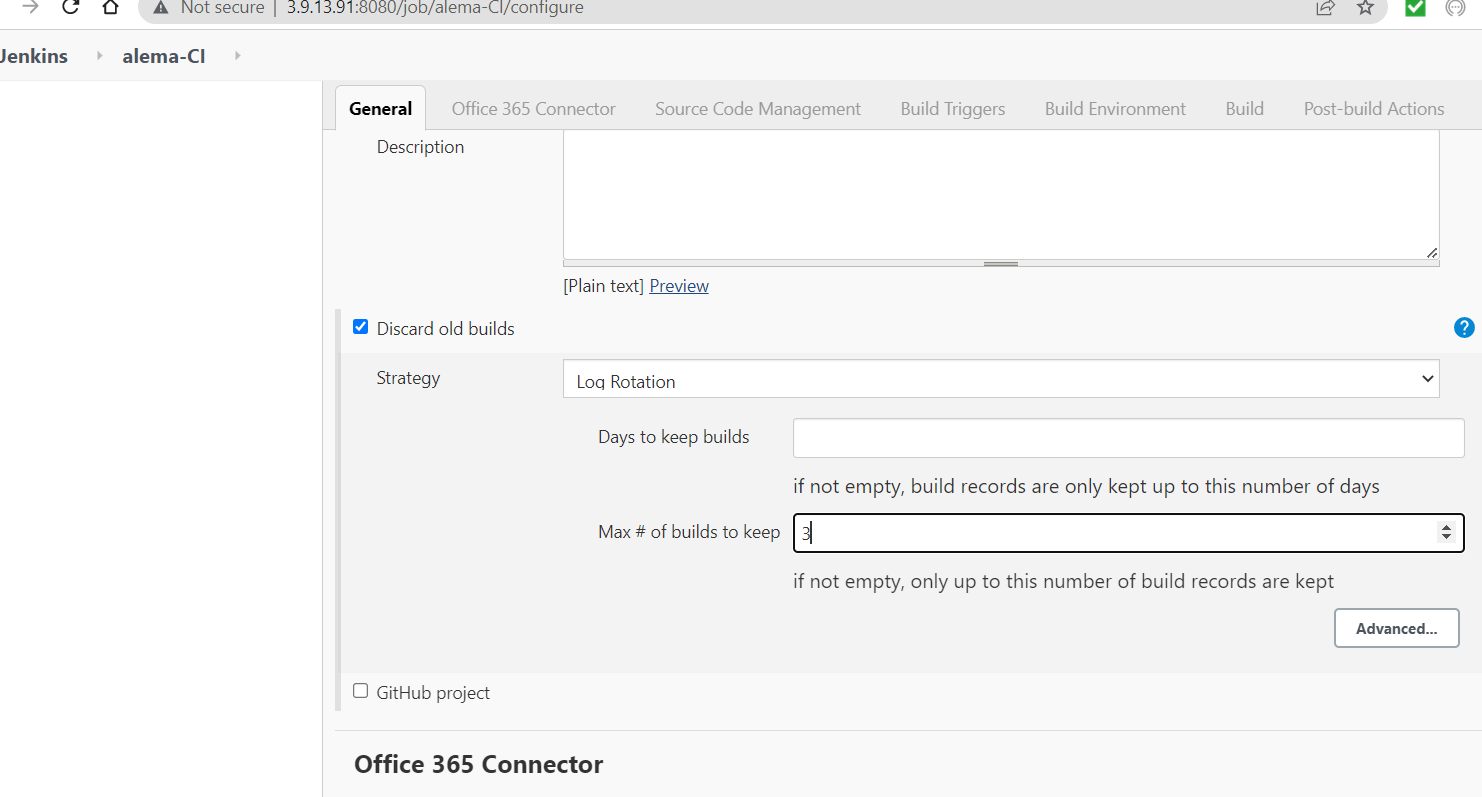 Not secure | 3.9.13.91:8080/job/alema-CI/configure
Jenkins alema-CI
General Office 365 Connector Source Code Management Build Triggers Build Environment Build Post-build Actions
Description
[Plain text] Preview
Discard old builds
?
Strategy
Log Rotation
Days to keep builds
if not empty, build records are only kept up to this number of days
Max # of builds to keep
3
if not empty, only up to this number of build records are kept
Advanced...
GitHub project
Office 365 Connector